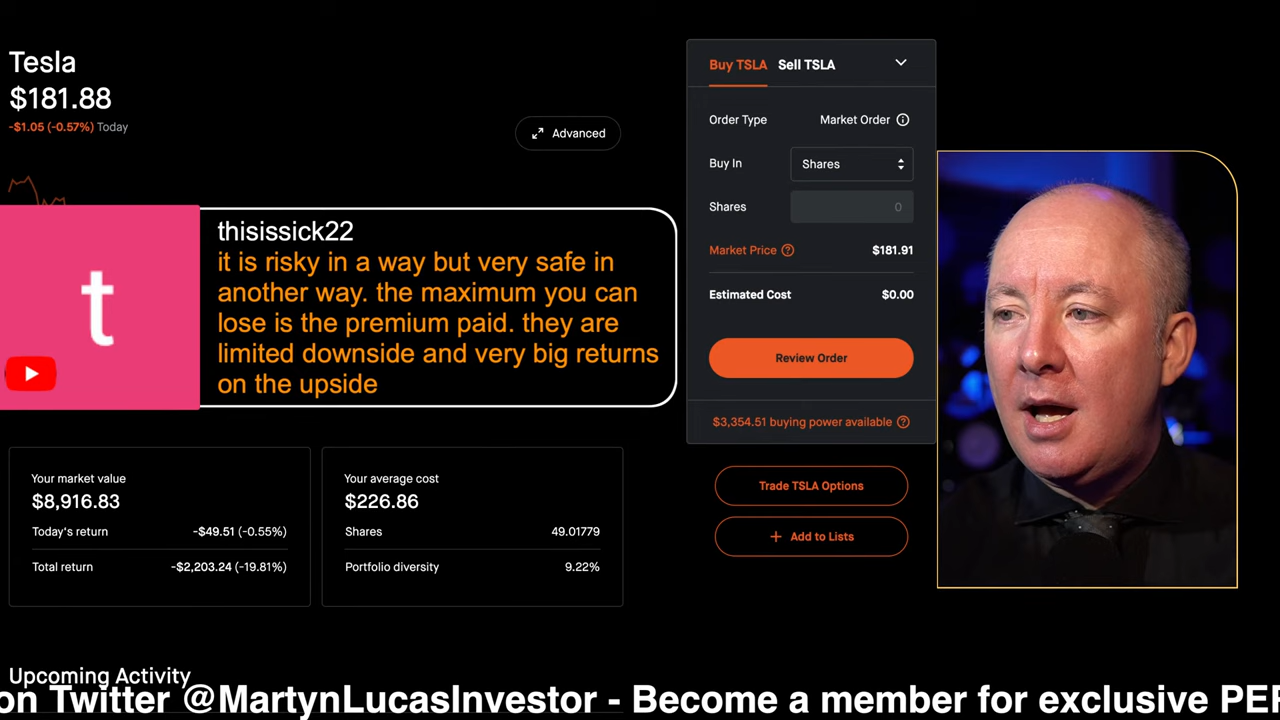 Tesla
$181.88
-$1.05 (-0.57%) Today
Advanced
t
thisissick22
it is risky in a way but very safe in
another way. the maximum you can
lose is the premium paid. they are
limited downside and very big returns
on the upside
Buy TSLA Sell TSLA
Order Type Market Order
Buy In Shares
Shares 0
Market Price $181.91
Estimated Cost $0.00
Review Order
$3,354.51 buying power available
Trade TSLA Options
+ Add to Lists
Your market value
$8,916.83
Today's return -$49.51 (-0.55%)
Total return -$2,203.24 (-19.81%)
Your average cost
$226.86
Shares 49.01779
Portfolio diversity 9.22%
Upcoming Activity
on Twitter @MartynLucasInvestor - Become a member for exclusive PER